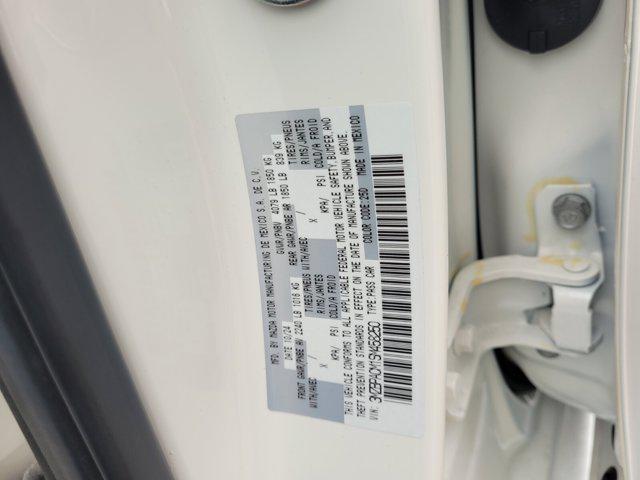 MFD. BY MAZDA MOTOR MANUFACTURING DE MEXICO S.A. DE C.V.
DATE: 10/24 GVWR/PNBV 4079 LB 1850 KG
FRONT GAWR/PNBE AV 2240 LB 1016 KG REAR GAWR/PNBE AR 1850 LB 839 KG
TIRES/PNEUS TIRES/PNEUS
WITH/AVEC RIMS/JANTES WITH/AVEC RIMS/JANTES
X KPA/ PSI COLD/A FROID X KPA/ PSI COLD/A FROID
THIS VEHICLE CONFORMS TO ALL APPLICABLE FEDERAL MOTOR VEHICLE SAFETY, BUMPER, AND
THEFT PREVENTION STANDARDS IN EFFECT ON THE DATE OF MANUFACTURE SHOWN ABOVE.
VIN: TYPE: PASS CAR COLOR CODE: 25D MADE IN MEXICO